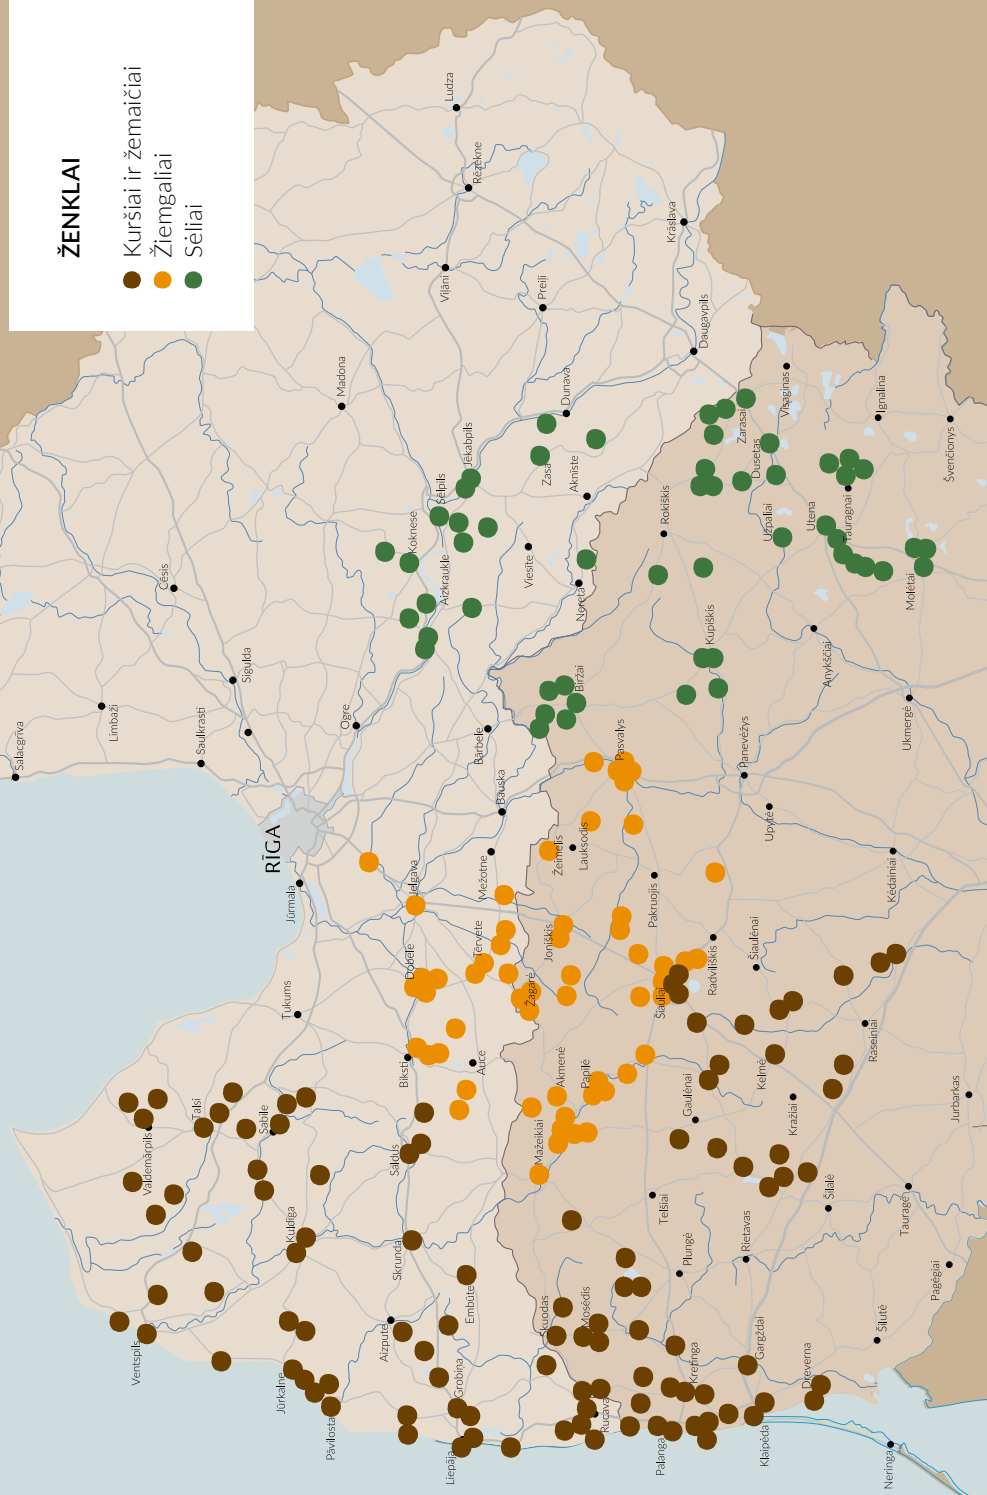 ŽENKLAI
Kuršiai ir žemaičiai
Žiemgaliai
Sėliai
Ludza
Rēzekne
Viļāni
Krāslava
Preiļi
Daugavpils
Madona
Dunava
Visaginas
Ignalina
Švenčionys
Zarasai
Dusetos
Jēkabpils
Zasa
Aknīste
Sēlpils
Koknese
Aizkraukle
Viesīte
Nereta
Rokiškis
Užpaliai
Utena
Tauragnai
Molėtai
Kupiškis
Anykščiai
Ukmergė
Cēsis
Sigulda
Limbaži
Saulkrasti
Salacgrīva
Ogre
Bārbele
Biržai
Pasvalys
Panevėžys
Upytė
Kėdainiai
RĪGA
Jūrmala
Jelgava
Bauska
Mežotne
Žeimelis
Lauksodis
Pakruojis
Radviliškis
Šiaulėnai
Tukums
Dobele
Tērvete
Joniškis
Žagarė
Šiauliai
Raseiniai
Biksti
Auce
Akmenė
Papilė
Mažeikiai
Gaulėnai
Kelmė
Kražiai
Jurbarkas
Talsi
Sabile
Valdemārpils
Saldus
Kuldīga
Skrunda
Telšiai
Plungė
Rietavas
Šilalė
Tauragė
Pagėgiai
Šilutė
Ventspils
Aizpute
Embūte
Skuodas
Mosėdis
Kretinga
Gargždai
Dreverna
Jūrkalne
Pāvilosta
Grobiņa
Liepāja
Rucava
Palanga
Klaipėda
Neringa